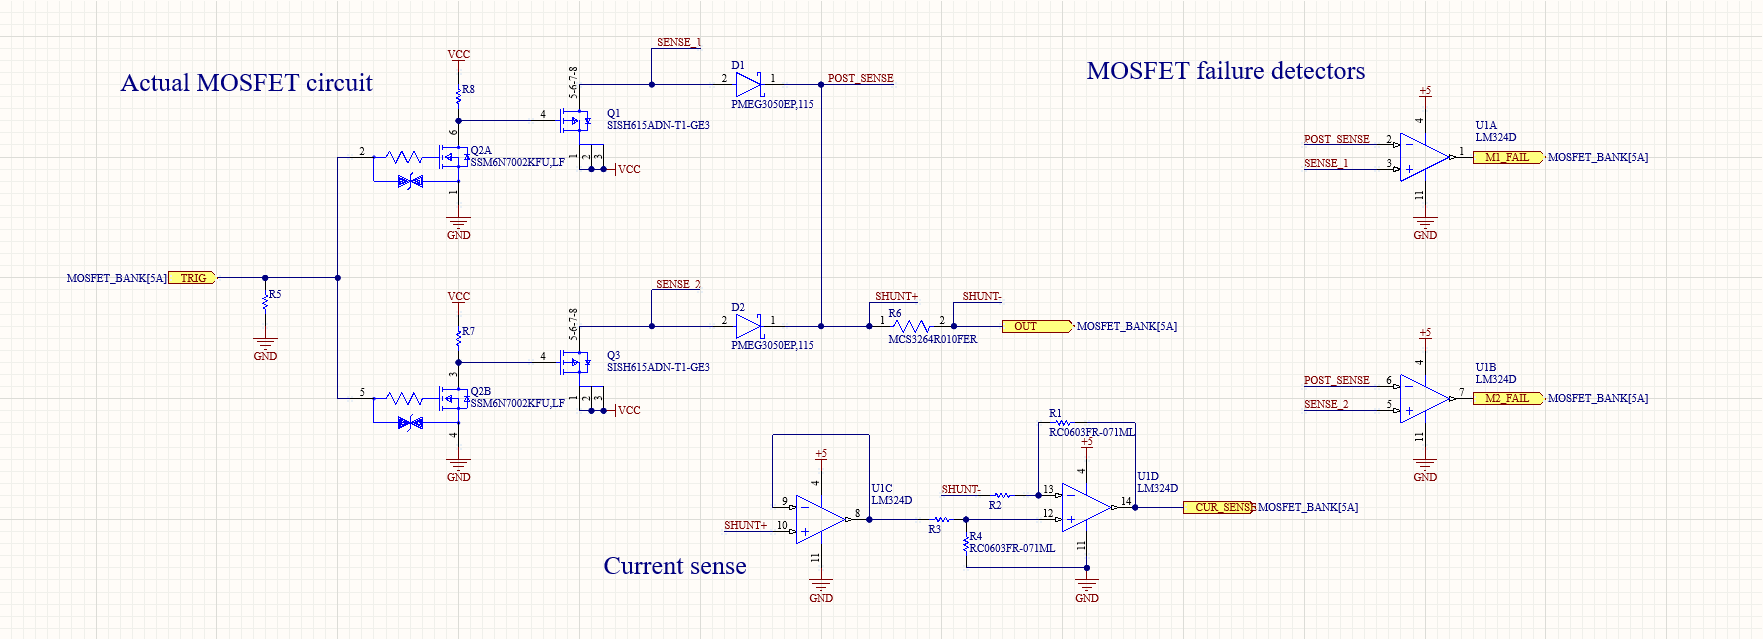 Actual MOSFET circuit
MOSFET failure detectors
Current sense
VCC
R8
6
2
Q2A
SSM6N7002KFU,LF
1
GND
4
5-6-7-8
Q1
SISH615ADN-T1-GE3
1
2
3
VCC
SENSE_1
2
D1
1
PMEG3050EP,115
POST_SENSE
MOSFET_BANK[5A]
TRIG
R5
GND
VCC
R7
3
5
Q2B
SSM6N7002KFU,LF
4
GND
4
5-6-7-8
Q3
SISH615ADN-T1-GE3
1
2
3
VCC
SENSE_2
2
D2
1
PMEG3050EP,115
SHUNT+
SHUNT-
R6
1
2
MCS3264R010FER
OUT
MOSFET_BANK[5A]
+5
4
POST_SENSE
2
SENSE_1
3
U1A
LM324D
1
M1_FAIL
MOSFET_BANK[5A]
11
GND
+5
4
POST_SENSE
6
SENSE_2
5
U1B
LM324D
7
M2_FAIL
MOSFET_BANK[5A]
11
GND
+5
4
9
SHUNT+
10
U1C
LM324D
8
11
GND
R1
RC0603FR-071ML
+5
4
SHUNT-
R2
13
R3
12
R4
RC0603FR-071ML
U1D
LM324D
14
CUR_SENSE
MOSFET_BANK[5A]
11
GND